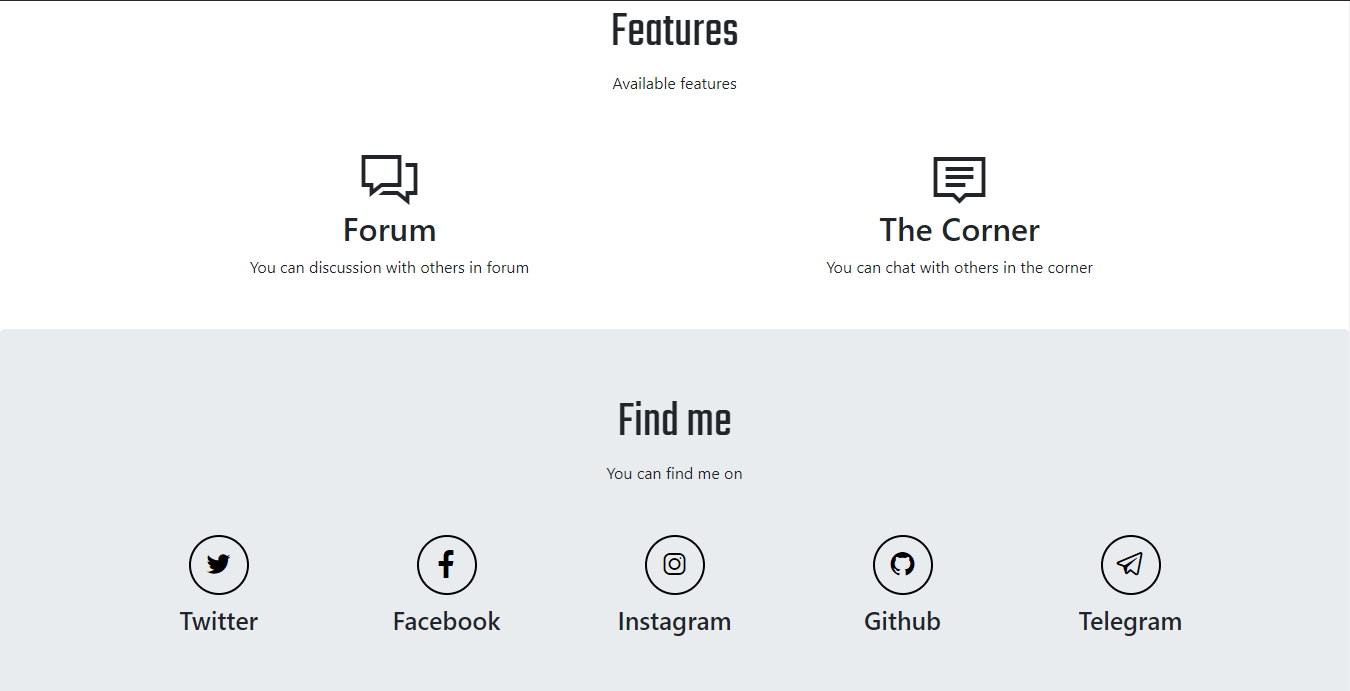 Features
Available features
Forum
The Corner
You can discussion with others in forum
You can chat with others in the corner
Find me
You can find me on
Twitter
Facebook
Instagram
Github
Telegram